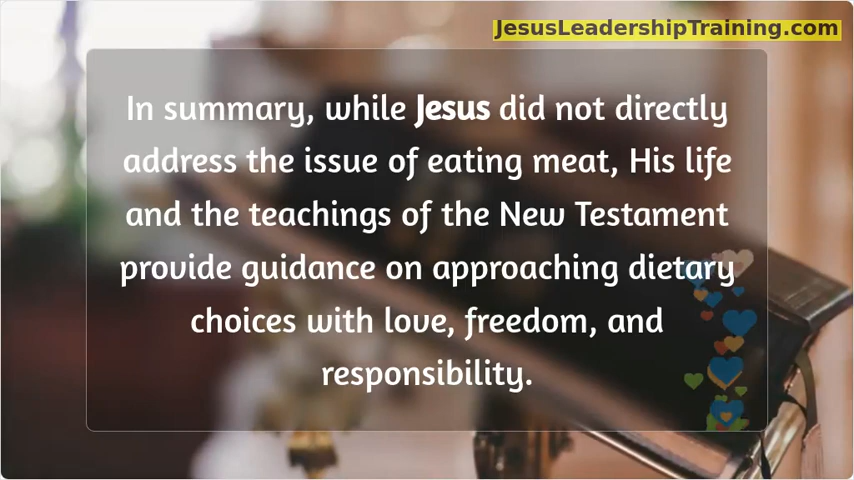 JesusLeadershipTraining.com
In summary, while Jesus did not directly
address the issue of eating meat, His life
and the teachings of the New Testament
provide guidance on approaching dietary
choices with love, freedom, and
responsibility.